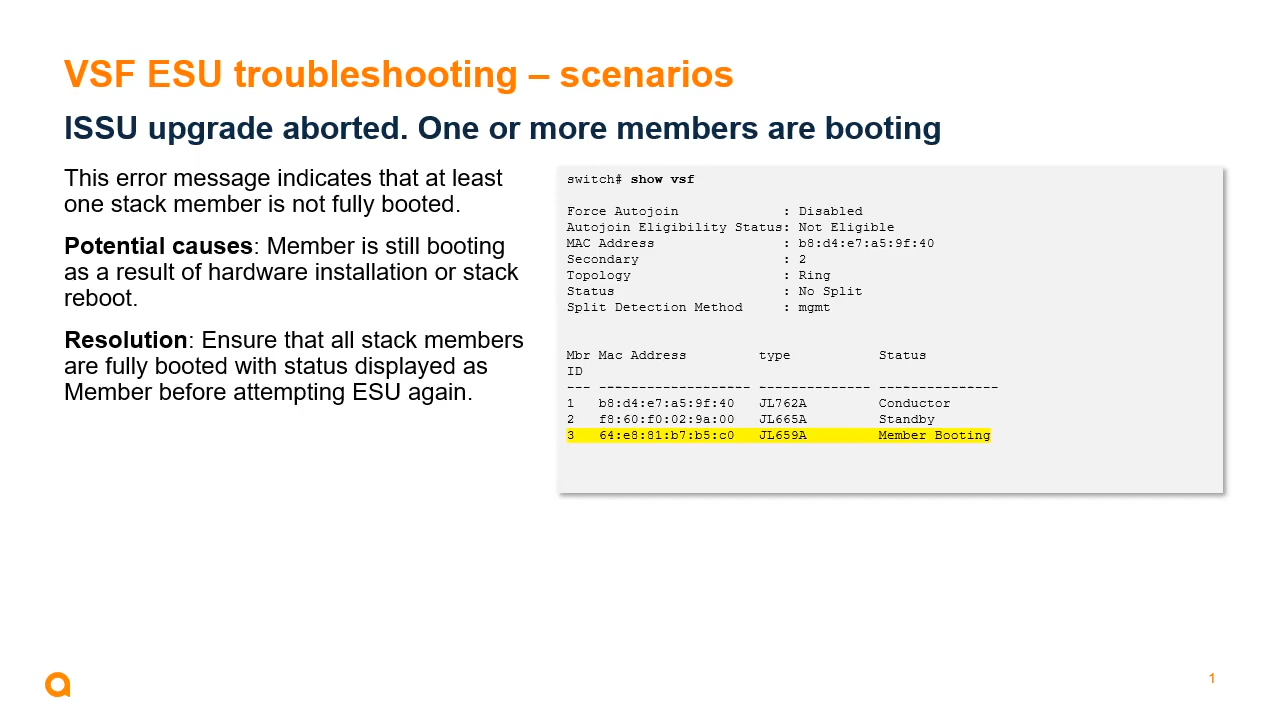 VSF ESU troubleshooting – scenarios
ISSU upgrade aborted. One or more members are booting
This error message indicates that at least
one stack member is not fully booted.
Potential causes: Member is still booting
as a result of hardware installation or stack
reboot.
Resolution: Ensure that all stack members
are fully booted with status displayed as
Member before attempting ESU again.
switch# show vsf
Force Autojoin             : Disabled
Autojoin Eligibility Status: Not Eligible
MAC Address                : b8:d4:e7:a5:9f:40
Secondary                  : 2
Topology                   : Ring
Status                     : No Split
Split Detection Method     : mgmt
Mbr Mac Address         type           Status
ID
--- ------------------- -------------- ---------------
1   b8:d4:e7:a5:9f:40   JL762A         Conductor
2   f8:60:f0:02:9a:00   JL665A         Standby
3   64:e8:81:b7:b5:c0   JL659A         Member Booting
1